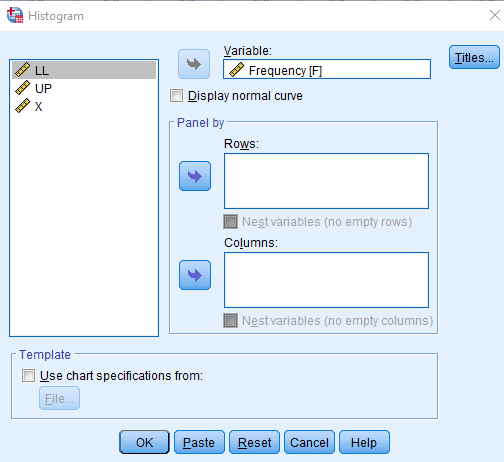 Histogram
LL
UP
X
Variable:
Frequency [F]
Titles...
Display normal curve
Panel by
Rows:
Nest variables (no empty rows)
Columns:
Nest variables (no empty columns)
Template
Use chart specifications from:
File...
OK Paste Reset Cancel Help